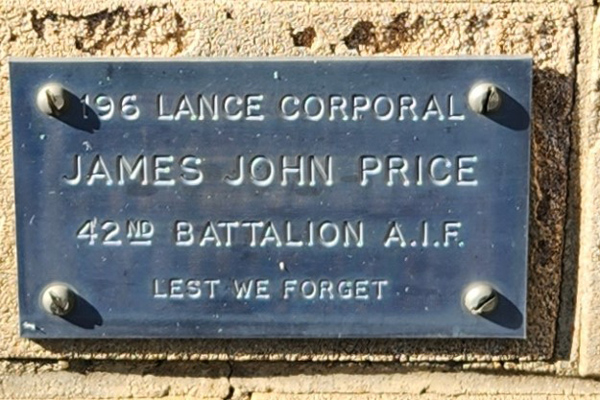 196 LANCE CORPORAL
JAMES JOHN PRICE
42ND BATTALION A.I.F.
LEST WE FORGET